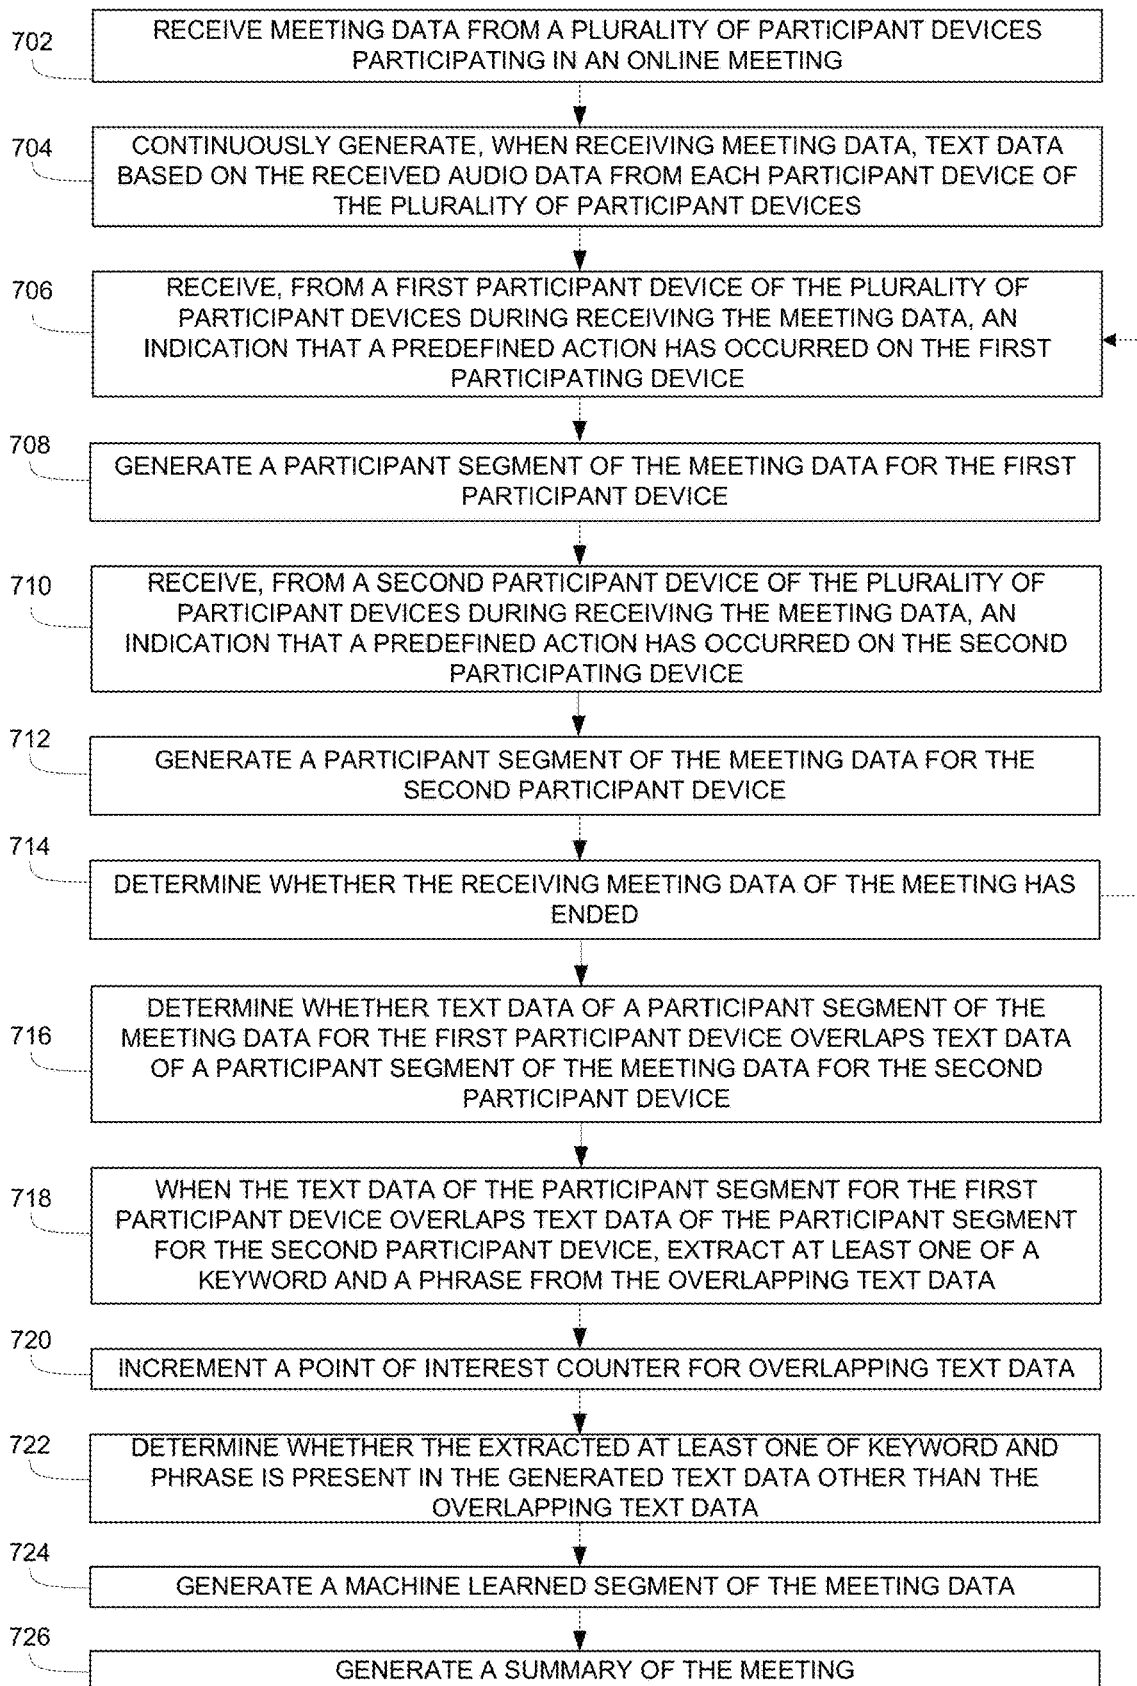 702
RECEIVE MEETING DATA FROM A PLURALITY OF PARTICIPANT DEVICES
PARTICIPATING IN AN ONLINE MEETING
704
CONTINUOUSLY GENERATE, WHEN RECEIVING MEETING DATA, TEXT DATA
BASED ON THE RECEIVED AUDIO DATA FROM EACH PARTICIPANT DEVICE OF
THE PLURALITY OF PARTICIPANT DEVICES
706
RECEIVE, FROM A FIRST PARTICIPANT DEVICE OF THE PLURALITY OF
PARTICIPANT DEVICES DURING RECEIVING THE MEETING DATA, AN
INDICATION THAT A PREDEFINED ACTION HAS OCCURRED ON THE FIRST
PARTICIPATING DEVICE
708
GENERATE A PARTICIPANT SEGMENT OF THE MEETING DATA FOR THE FIRST
PARTICIPANT DEVICE
710
RECEIVE, FROM A SECOND PARTICIPANT DEVICE OF THE PLURALITY OF
PARTICIPANT DEVICES DURING RECEIVING THE MEETING DATA, AN
INDICATION THAT A PREDEFINED ACTION HAS OCCURRED ON THE SECOND
PARTICIPATING DEVICE
712
GENERATE A PARTICIPANT SEGMENT OF THE MEETING DATA FOR THE
SECOND PARTICIPANT DEVICE
714
DETERMINE WHETHER THE RECEIVING MEETING DATA OF THE MEETING HAS
ENDED
716
DETERMINE WHETHER TEXT DATA OF A PARTICIPANT SEGMENT OF THE
MEETING DATA FOR THE FIRST PARTICIPANT DEVICE OVERLAPS TEXT DATA
OF A PARTICIPANT SEGMENT OF THE MEETING DATA FOR THE SECOND
PARTICIPANT DEVICE
718
WHEN THE TEXT DATA OF THE PARTICIPANT SEGMENT FOR THE FIRST
PARTICIPANT DEVICE OVERLAPS TEXT DATA OF THE PARTICIPANT SEGMENT
FOR THE SECOND PARTICIPANT DEVICE, EXTRACT AT LEAST ONE OF A
KEYWORD AND A PHRASE FROM THE OVERLAPPING TEXT DATA
720
INCREMENT A POINT OF INTEREST COUNTER FOR OVERLAPPING TEXT DATA
722
DETERMINE WHETHER THE EXTRACTED AT LEAST ONE OF KEYWORD AND
PHRASE IS PRESENT IN THE GENERATED TEXT DATA OTHER THAN THE
OVERLAPPING TEXT DATA
724
GENERATE A MACHINE LEARNED SEGMENT OF THE MEETING DATA
726
GENERATE A SUMMARY OF THE MEETING